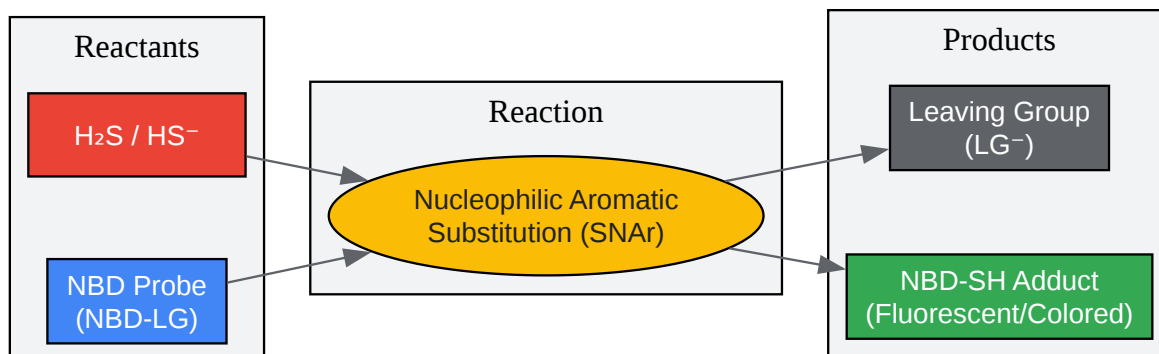 Reactants
H₂S / HS⁻
NBD Probe
(NBD-LG)
Reaction
Nucleophilic Aromatic
Substitution (SNAr)
Products
Leaving Group
(LG⁻)
NBD-SH Adduct
(Fluorescent/Colored)